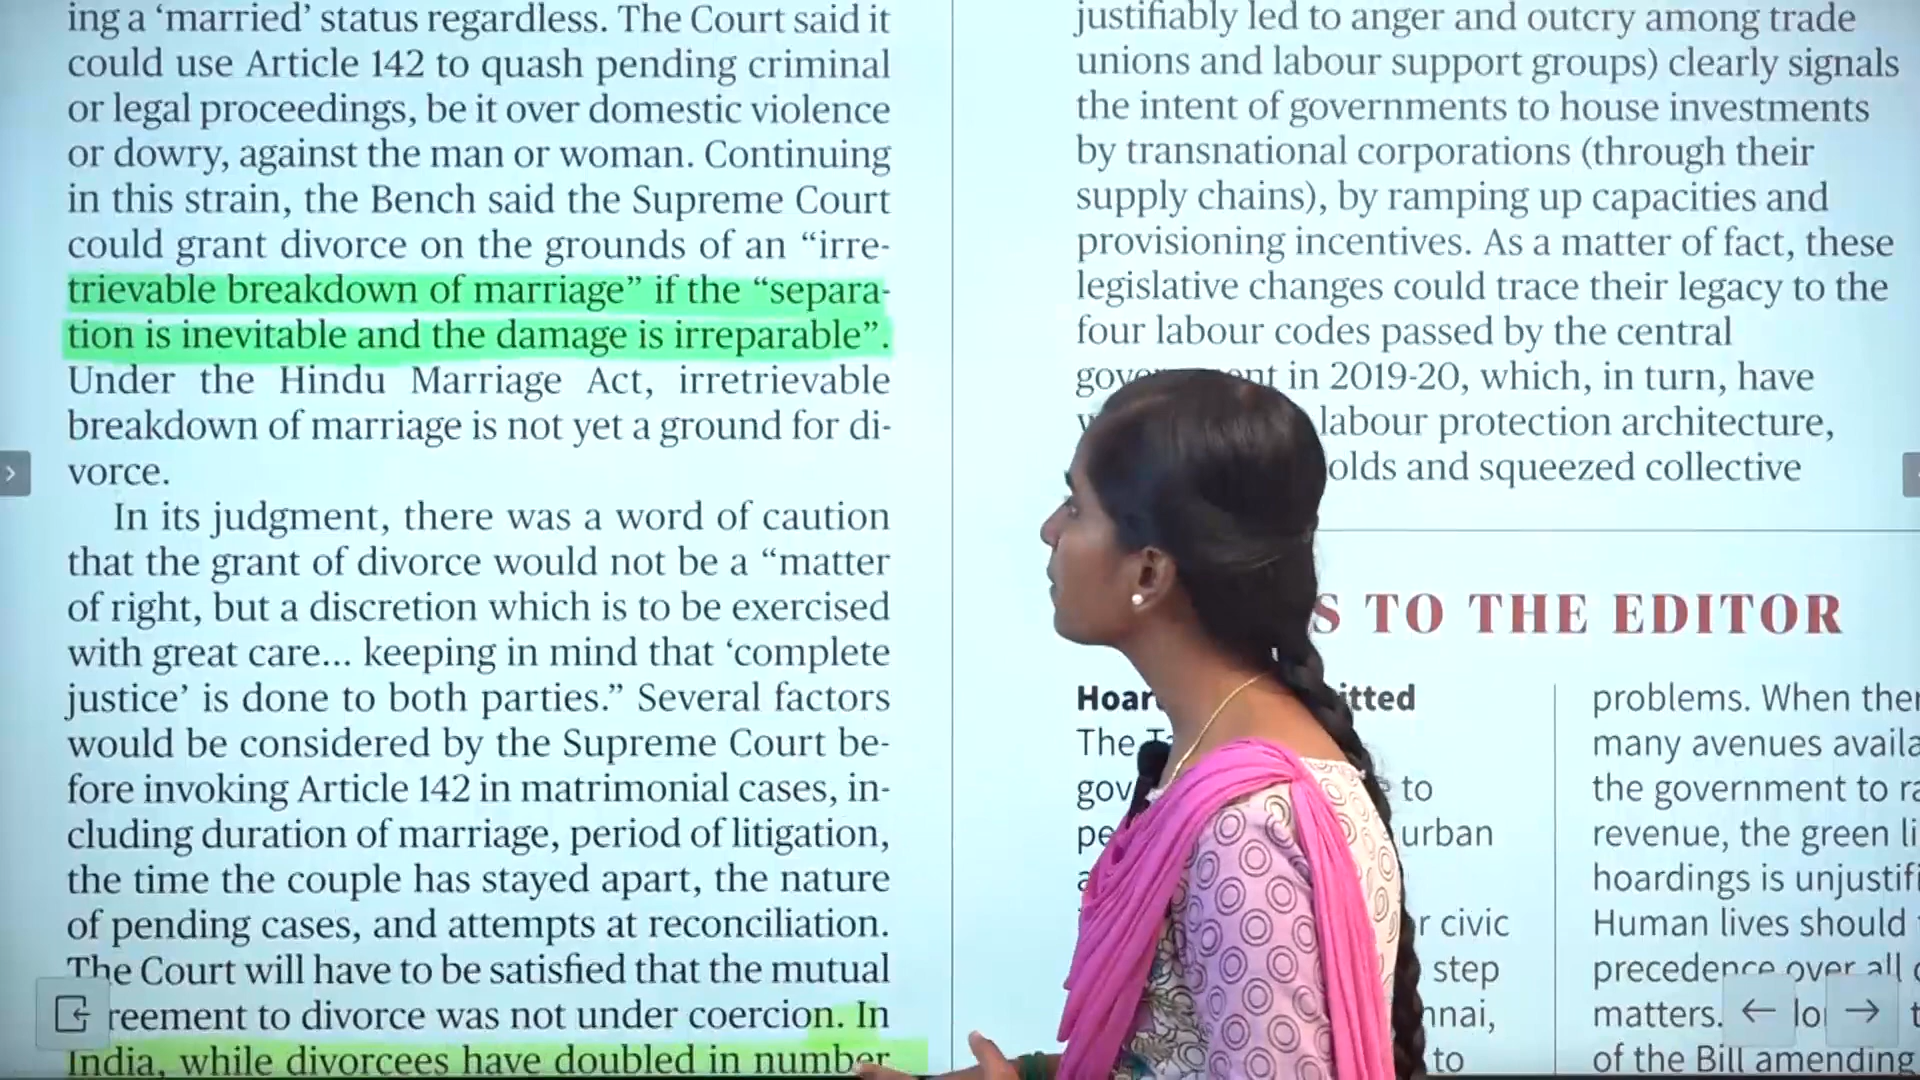 ing a ‘married’ status regardless. The Court said it
could use Article 142 to quash pending criminal
or legal proceedings, be it over domestic violence
or dowry, against the man or woman. Continuing
in this strain, the Bench said the Supreme Court
could grant divorce on the grounds of an “irre-
trievable breakdown of marriage” if the “separa-
tion is inevitable and the damage is irreparable”.
Under the Hindu Marriage Act, irretrievable
breakdown of marriage is not yet a ground for di-
vorce.
In its judgment, there was a word of caution
that the grant of divorce would not be a “matter
of right, but a discretion which is to be exercised
with great care... keeping in mind that ‘complete
justice’ is done to both parties.” Several factors
would be considered by the Supreme Court be-
fore invoking Article 142 in matrimonial cases, in-
cluding duration of marriage, period of litigation,
the time the couple has stayed apart, the nature
of pending cases, and attempts at reconciliation.
The Court will have to be satisfied that the mutual
reement to divorce was not under coercion. In
India, while divorcees have doubled in number
justifiably led to anger and outcry among trade
unions and labour support groups) clearly signals
the intent of governments to house investments
by transnational corporations (through their
supply chains), by ramping up capacities and
provisioning incentives. As a matter of fact, these
legislative changes could trace their legacy to the
four labour codes passed by the central
in 2019-20, which, in turn, have
labour protection architecture,
olds and squeezed collective
S TO THE EDITOR
Hoar itted
The
gov to
pe urban
r civic
step
nnai,
to
problems. When ther
many avenues availa
the government to ra
revenue, the green li
hoardings is unjustifi
Human lives should
precedence over all
matters.
of the Bill amending